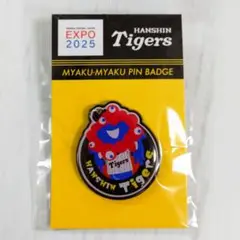 EXPO
2025
HANSHIN
Tigers
MYAKU-MYAKU PIN BADGE
Tigers
HANSHIN Tigers